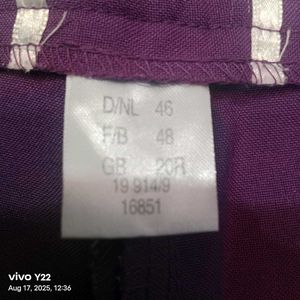 D/NL 46
F/B 48
GB 20R
19 914/9
16851
vivo Y22
Aug 17, 2025, 12:36